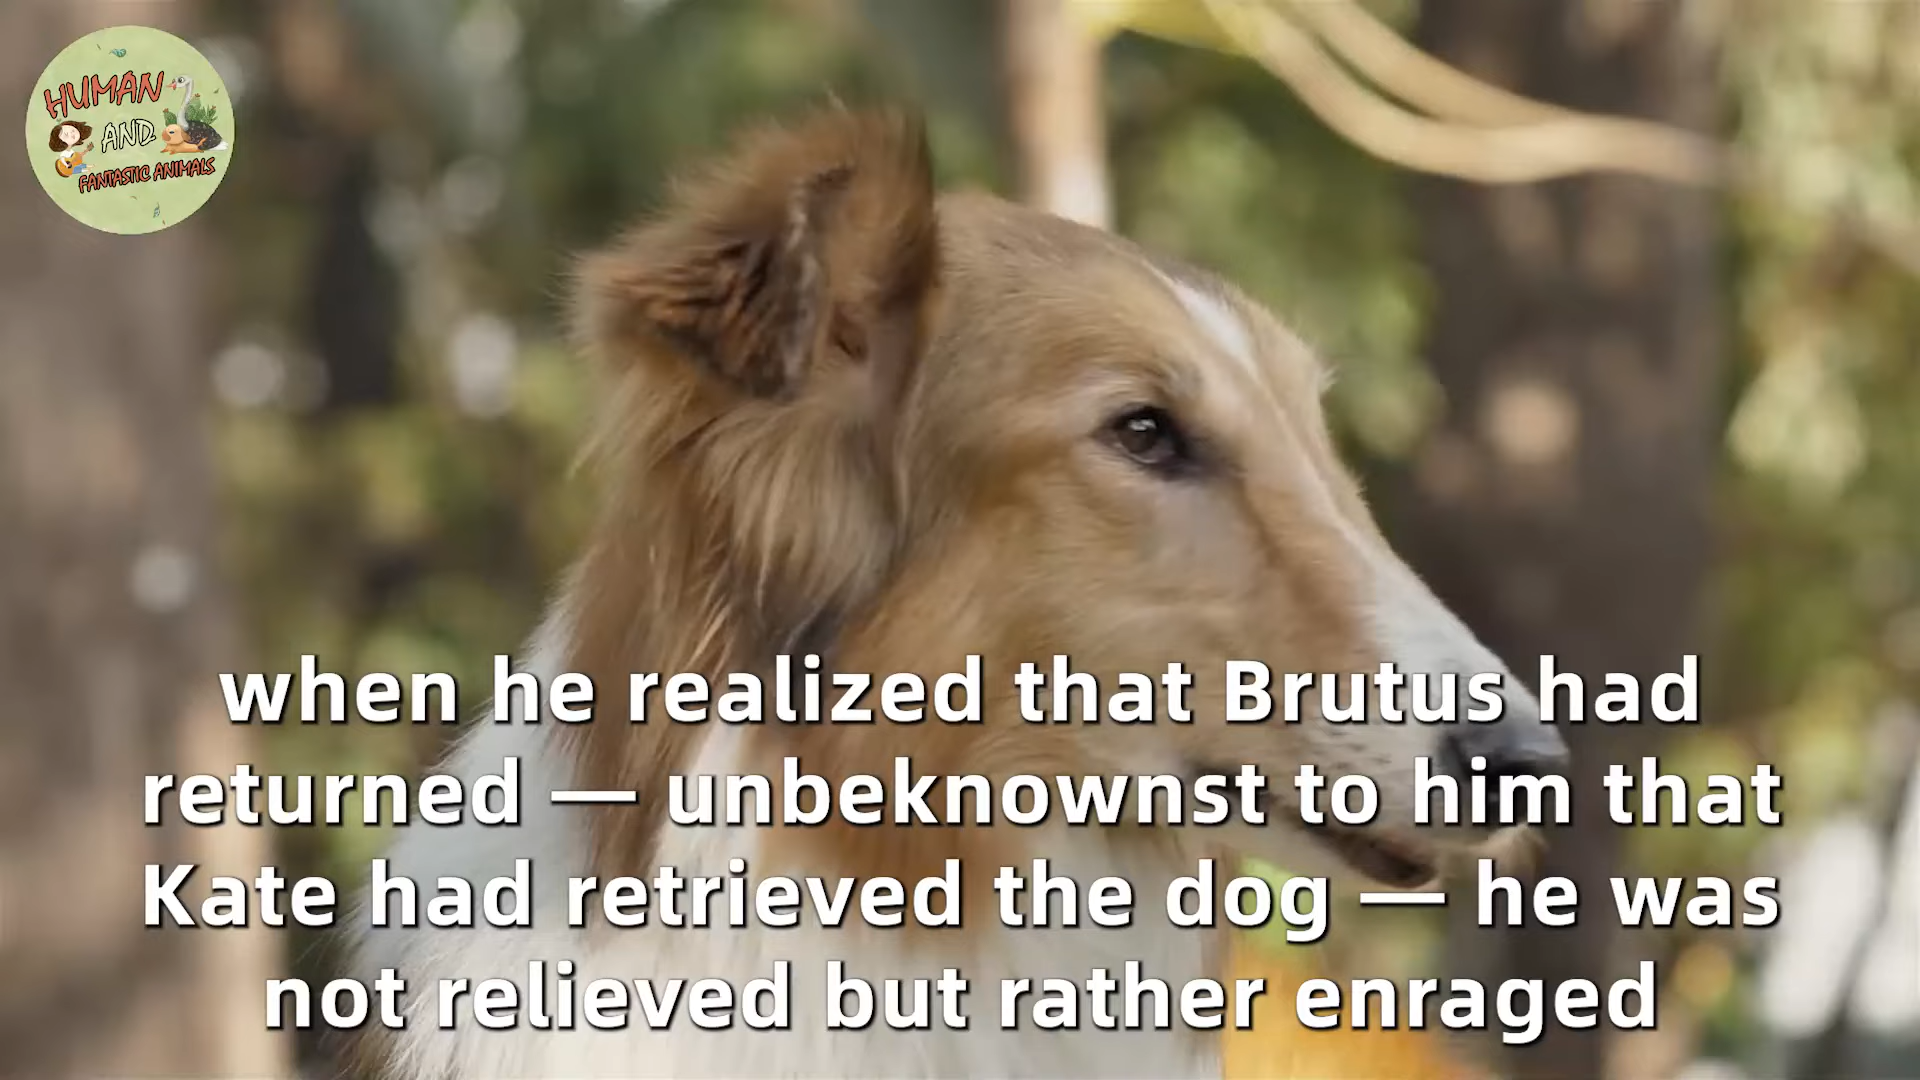 HUMAN
AND
FANTASTIC ANIMALS
when he realized that Brutus had
returned — unbeknownst to him that
Kate had retrieved the dog — he was
not relieved but rather enraged